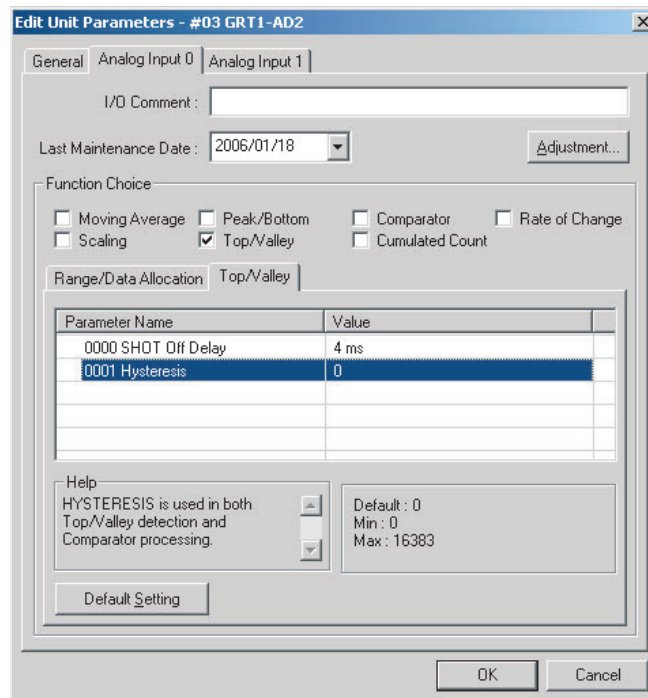 Edit Unit Parameters - #03 GRT1-AD2
General Analog Input 0 Analog Input 1
I/O Comment :
Last Maintenance Date : 2006/01/18 Adjustment...
Function Choice
Moving Average Peak/Bottom Comparator Rate of Change
Scaling Top/Valley Cumulated Count
Range/Data Allocation Top/Valley
Parameter Name Value
0000 SHOT Off Delay 4 ms
0001 Hysteresis 0
Help
HYSTERESIS is used in both
Top/Valley detection and
Comparator processing.
Default : 0
Min : 0
Max : 16383
Default Setting
OK Cancel